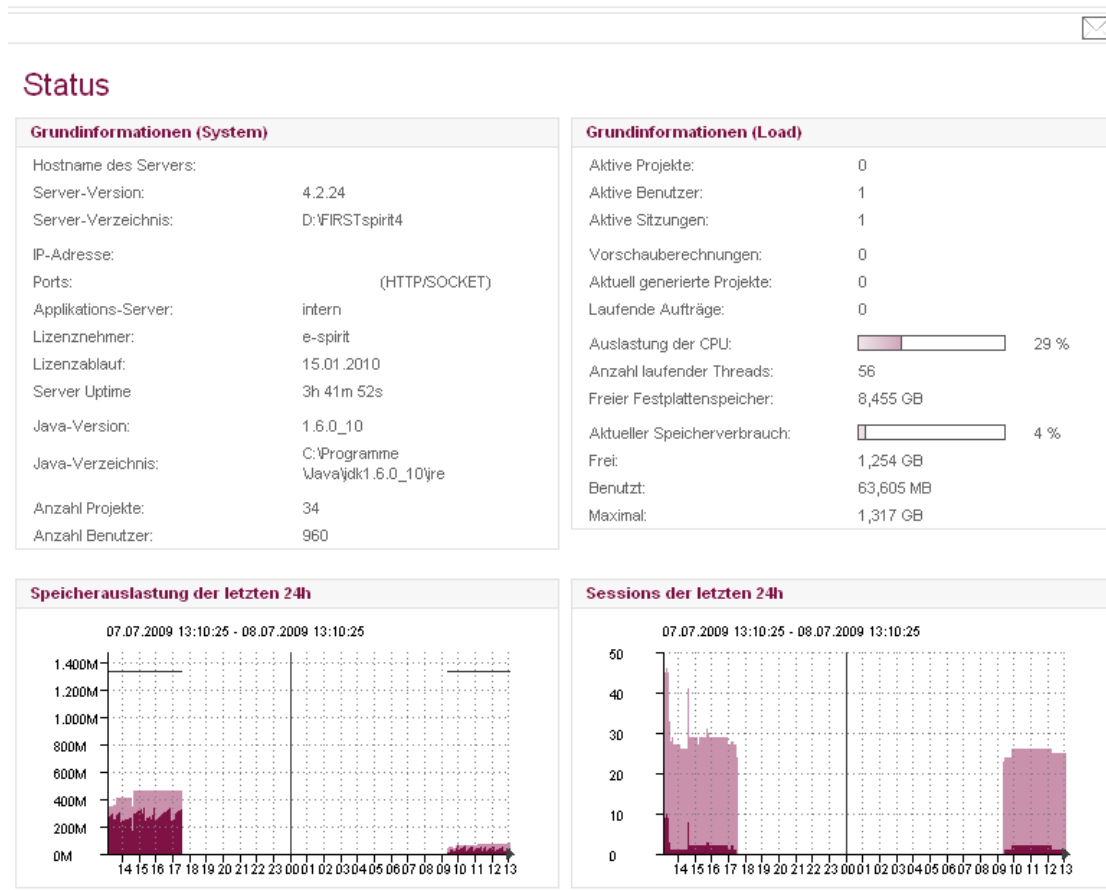 Status
Grundinformationen (System)
Hostname des Servers:
Server-Version: 4.2.24
Server-Verzeichnis: D:\FIRSTspirit4
IP-Adresse:
Ports: (HTTP/SOCKET)
Applikations-Server: intern
Lizenznehmer: e-spirit
Lizenzablauf: 15.01.2010
Server Uptime 3h 41m 52s
Java-Version: 1.6.0_10
Java-Verzeichnis: C:\Programme
\Java\jdk1.6.0_10\jre
Anzahl Projekte: 34
Anzahl Benutzer: 960
Grundinformationen (Load)
Aktive Projekte: 0
Aktive Benutzer: 1
Aktive Sitzungen: 1
Vorschauberechnungen: 0
Aktuell generierte Projekte: 0
Laufende Aufträge: 0
Auslastung der CPU: 29 %
Anzahl laufender Threads: 56
Freier Festplattenspeicher: 8,455 GB
Aktueller Speicherverbrauch: 4 %
Frei: 1,254 GB
Benutzt: 63,605 MB
Maximal: 1,317 GB
Speicherauslastung der letzten 24h
07.07.2009 13:10:25 - 08.07.2009 13:10:25
1.400M
1.200M
1.000M
800M
600M
400M
200M
0M
14 15 16 17 18 19 20 21 22 23 00 01 02 03 04 05 06 07 08 09 10 11 12 13
Sessions der letzten 24h
07.07.2009 13:10:25 - 08.07.2009 13:10:25
50
40
30
20
10
0
14 15 16 17 18 19 20 21 22 23 00 01 02 03 04 05 06 07 08 09 10 11 12 13